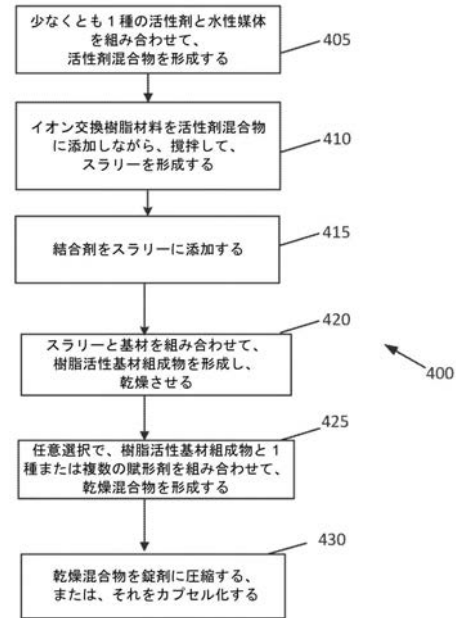 少なくとも1種の活性剤と水性媒体
を組み合わせて、
活性剤混合物を形成する
405
イオン交換樹脂材料を活性剤混合物
に添加しながら、撹拌して、
スラリーを形成する
410
結合剤をスラリーに添加する
415
スラリーと基材を組み合わせて、
樹脂活性基材組成物を形成し、
乾燥させる
420
400
任意選択で、樹脂活性基材組成物と1
種または複数の賦形剤を組み合わせて、
乾燥混合物を形成する
425
乾燥混合物を錠剤に圧縮する、
または、それをカプセル化する
430